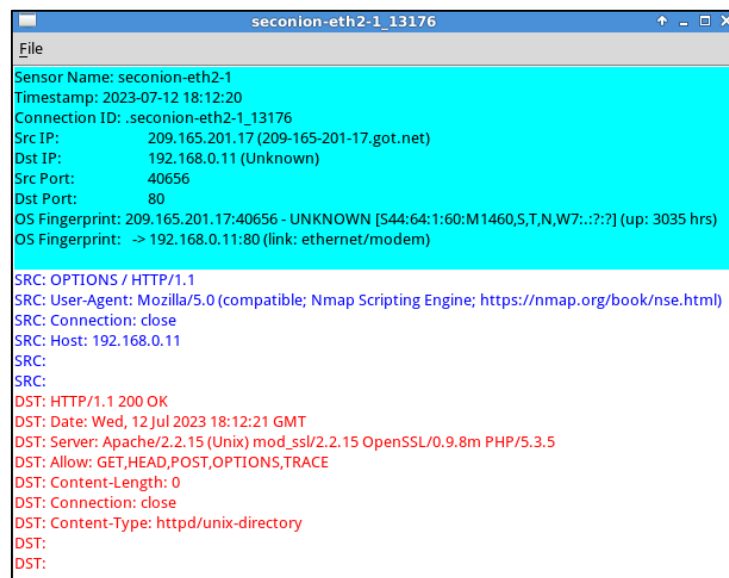 seconion-eth2-1_13176
File
Sensor Name: seconion-eth2-1
Timestamp: 2023-07-12 18:12:20
Connection ID: .seconion-eth2-1_13176
Src IP: 209.165.201.17 (209-165-201-17.got.net)
Dst IP: 192.168.0.11 (Unknown)
Src Port: 40656
Dst Port: 80
OS Fingerprint: 209.165.201.17:40656 - UNKNOWN [S44:64:1:60:M1460,S,T,N,W7:.:?:?] (up: 3035 hrs)
OS Fingerprint: -> 192.168.0.11:80 (link: ethernet/modem)
SRC: OPTIONS / HTTP/1.1
SRC: User-Agent: Mozilla/5.0 (compatible; Nmap Scripting Engine; https://nmap.org/book/nse.html)
SRC: Connection: close
SRC: Host: 192.168.0.11
SRC:
SRC:
DST: HTTP/1.1 200 OK
DST: Date: Wed, 12 Jul 2023 18:12:21 GMT
DST: Server: Apache/2.2.15 (Unix) mod_ssl/2.2.15 OpenSSL/0.9.8m PHP/5.3.5
DST: Allow: GET,HEAD,POST,OPTIONS,TRACE
DST: Content-Length: 0
DST: Connection: close
DST: Content-Type: httpd/unix-directory
DST:
DST: